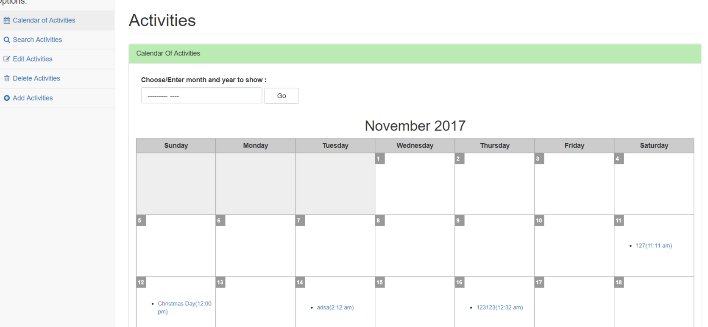 Options:
Calendar of Activities
Search Activities
Edit Activities
Delete Activities
Add Activities
Activities
Calendar Of Activities
Choose/Enter month and year to show :
--------- ----
Go
November 2017
Sunday Monday Tuesday Wednesday Thursday Friday Saturday
1 2 3 4
5 6 7 8 9 10 11
127(11:11 am)
12 13 14 15 16 17 18
Christmas Day(12:00
pm)
adsa(2:12 am)
123123(12:32 am)